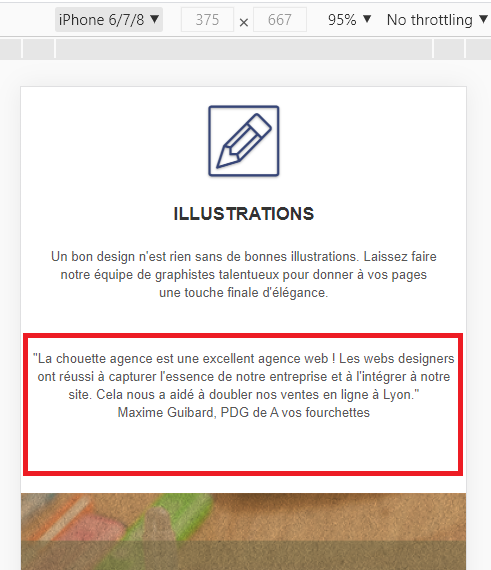 iPhone 6/7/8 ▼ 375 × 667 95% ▼ No throttling ▼
ILLUSTRATIONS
Un bon design n'est rien sans de bonnes illustrations. Laissez faire
notre équipe de graphistes talentueux pour donner à vos pages
une touche finale d'élégance.
"La chouette agence est une excellent agence web ! Les webs designers
ont réussi à capturer l'essence de notre entreprise et à l'intégrer à notre
site. Cela nous a aidé à doubler nos ventes en ligne à Lyon."
Maxime Guibard, PDG de A vos fourchettes